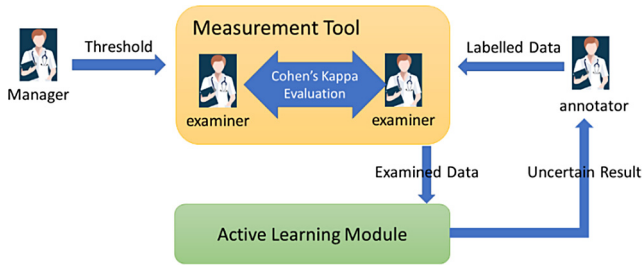 Measurement Tool
Threshold
Labelled Data
Manager
Cohen's Kappa
Evaluation
examiner
examiner
annotator
Examined Data
Uncertain Result
Active Learning Module